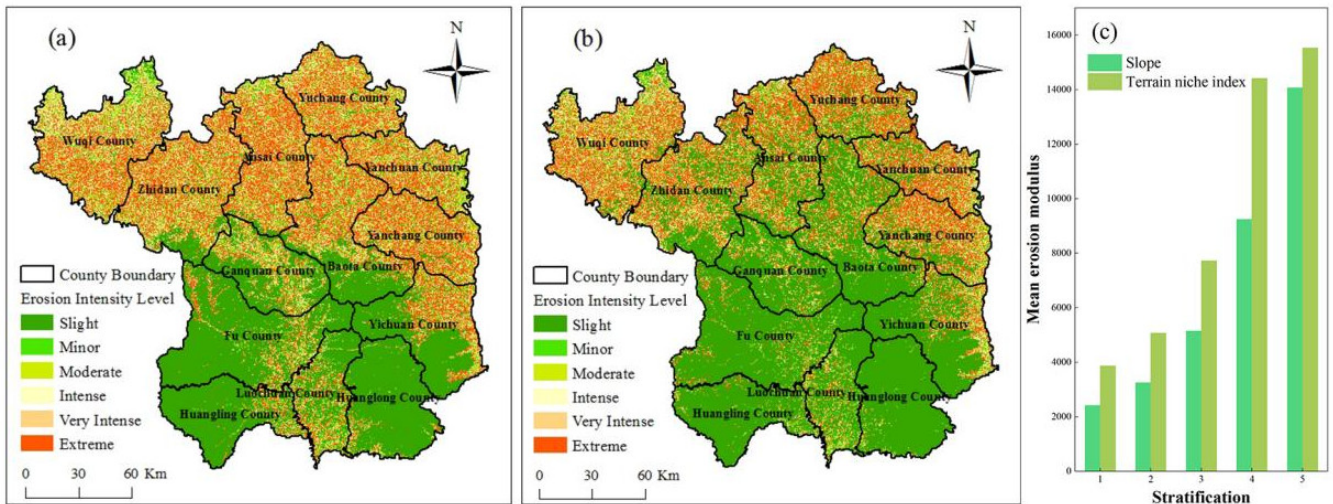 (a)
N
Yuchang County
Wuqi County
Ansai County
Yanchuan County
Zhidan County
Yanchang County
Ganquan County
Baota County
Yichuan County
Fu County
Luochuan County
Huanglong County
Huangling County
County Boundary
Erosion Intensity Level
Slight
Minor
Moderate
Intense
Very Intense
Extreme
0 30 60 Km
(b)
N
Yuchang County
Wuqi County
Ansai County
Yanchuan County
Zhidan County
Yanchang County
Ganquan County
Baota County
Yichuan County
Fu County
Luochuan County
Huanglong County
Huangling County
County Boundary
Erosion Intensity Level
Slight
Minor
Moderate
Intense
Very Intense
Extreme
0 30 60 Km
(c)
Slope
Terrain niche index
Mean erosion modulus
16000
14000
12000
10000
8000
6000
4000
2000
0
1 2 3 4 5
Stratification